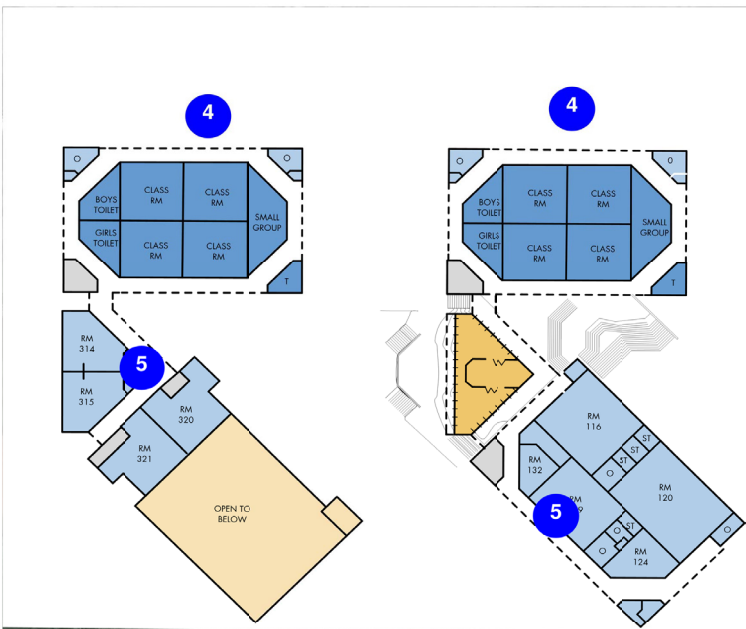 4
O
O
BOYS
TOILET
CLASS
RM
CLASS
RM
SMALL
GROUP
GIRLS
TOILET
CLASS
RM
CLASS
RM
T
RM
314
5
RM
315
RM
320
RM
321
OPEN TO
BELOW
4
O
O
BOYS
TOILET
CLASS
RM
CLASS
RM
SMALL
GROUP
GIRLS
TOILET
CLASS
RM
CLASS
RM
T
RM
116
ST
ST
ST
RM
132
O
RM
120
RM
5
O
ST
O
O
RM
124